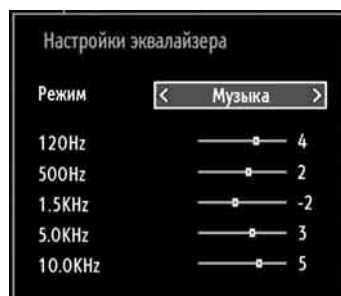 Настройки эквалайзера
Режим < Музыка >
120Hz 4
500Hz 2
1.5KHz -2
5.0KHz 3
10.0KHz 5